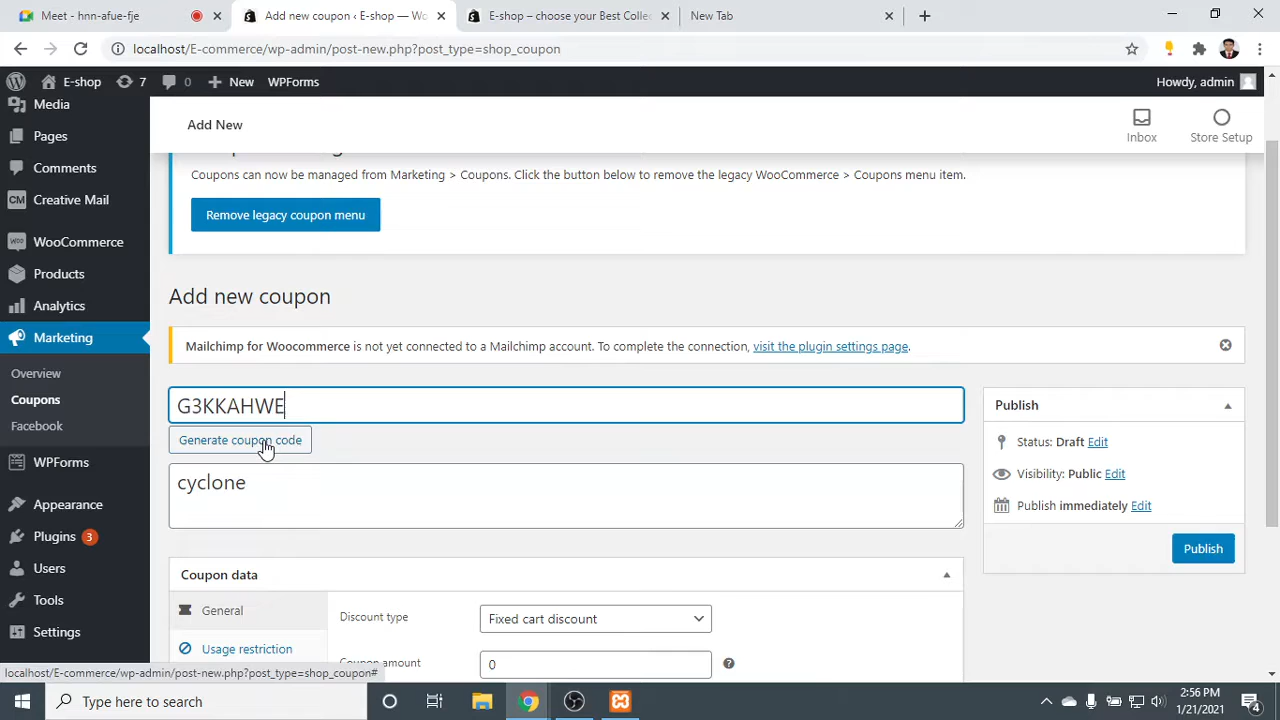 Meet - hnn-afue-fje
Add new coupon ‹ E-shop — Wo
E-shop – choose your Best Collec
New Tab
localhost/E-commerce/wp-admin/post-new.php?post_type=shop_coupon
E-shop
7
0
New
WPForms
Howdy, admin
Media
Pages
Comments
CM
Creative Mail
Woo
WooCommerce
Products
Analytics
Marketing
Overview
Coupons
Facebook
WPForms
Appearance
Plugins 3
Users
Tools
Settings
Add New
Inbox
Store Setup
Coupons can now be managed from Marketing > Coupons. Click the button below to remove the legacy WooCommerce > Coupons menu item.
Remove legacy coupon menu
Add new coupon
Mailchimp for Woocommerce is not yet connected to a Mailchimp account. To complete the connection, visit the plugin settings page.
G3KKAHWE
Generate coupon code
cyclone
Coupon data
General
Usage restriction
Discount type
Fixed cart discount
Coupon amount
0
Publish
Status: Draft Edit
Visibility: Public Edit
Publish immediately Edit
Publish
localhost/E-commerce/wp-admin/post-new.php?post_type=shop_coupon#
Type here to search
2:56 PM
1/21/2021
4